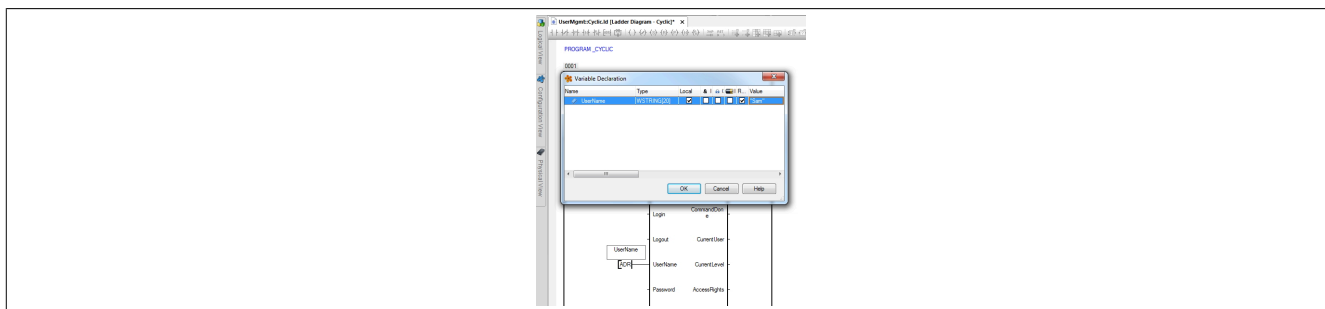 UserMgmt::Cyclic.ld [Ladder Diagram - Cyclic]* ×
Logical View
Configuration View
Physical View
PROGRAM _CYCLIC
0001
Variable Declaration
Name Type Local & R... Value
UserName WSTRING[20] "Sam"
OK Cancel Help
Login CommandDon
e
Logout CurrentUser
UserName
ADR UserName CurrentLevel
Password AccessRights